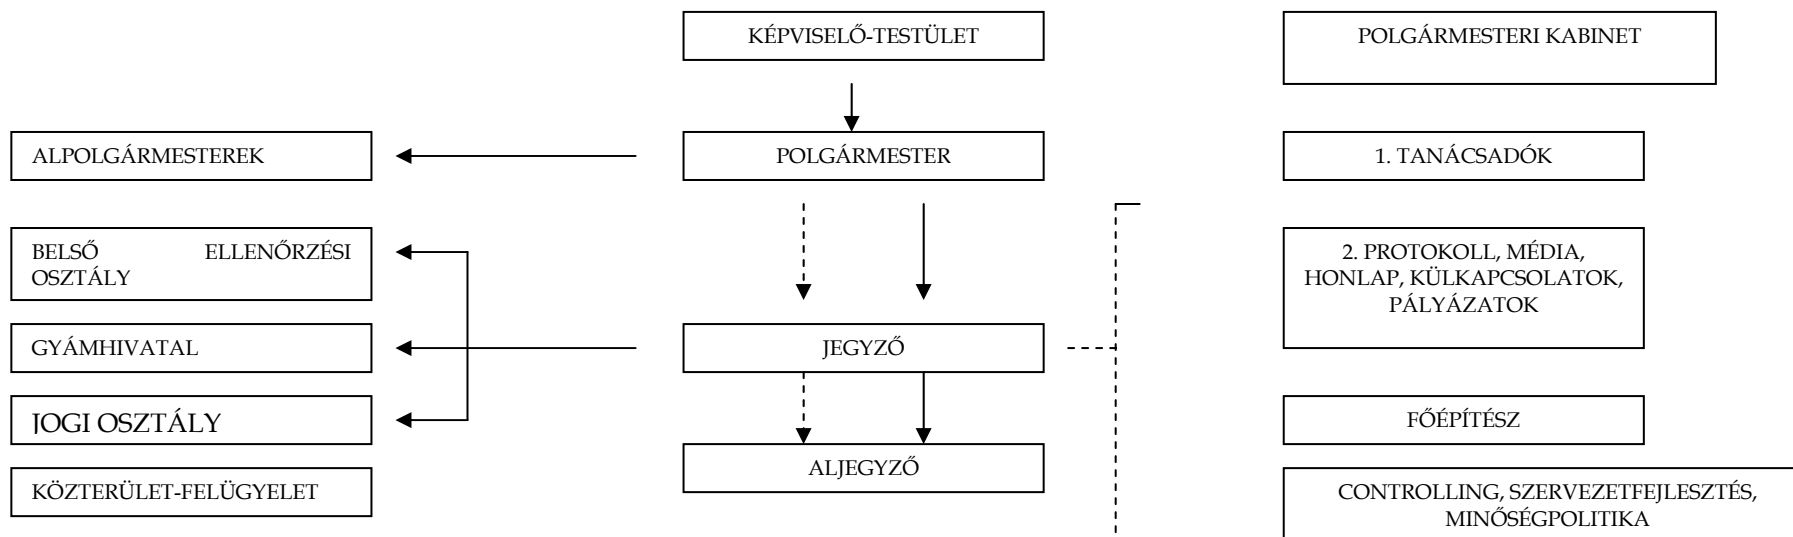 KÉPVISELŐ-TESTÜLET
POLGÁRMESTERI KABINET
ALPOLGÁRMESTEREK
POLGÁRMESTER
1. TANÁCSADÓK
BELSŐ ELLENŐRZÉSI
OSZTÁLY
2. PROTOKOLL, MÉDIA,
HONLAP, KÜLKAPCSOLATOK,
PÁLYÁZATOK
GYÁMHIVATAL
JEGYZŐ
JOGI OSZTÁLY
FŐÉPÍTÉSZ
ALJEGYZŐ
KÖZTERÜLET-FELÜGYELET
CONTROLLING, SZERVEZETFEJLESZTÉS,
MINŐSÉGPOLITIKA